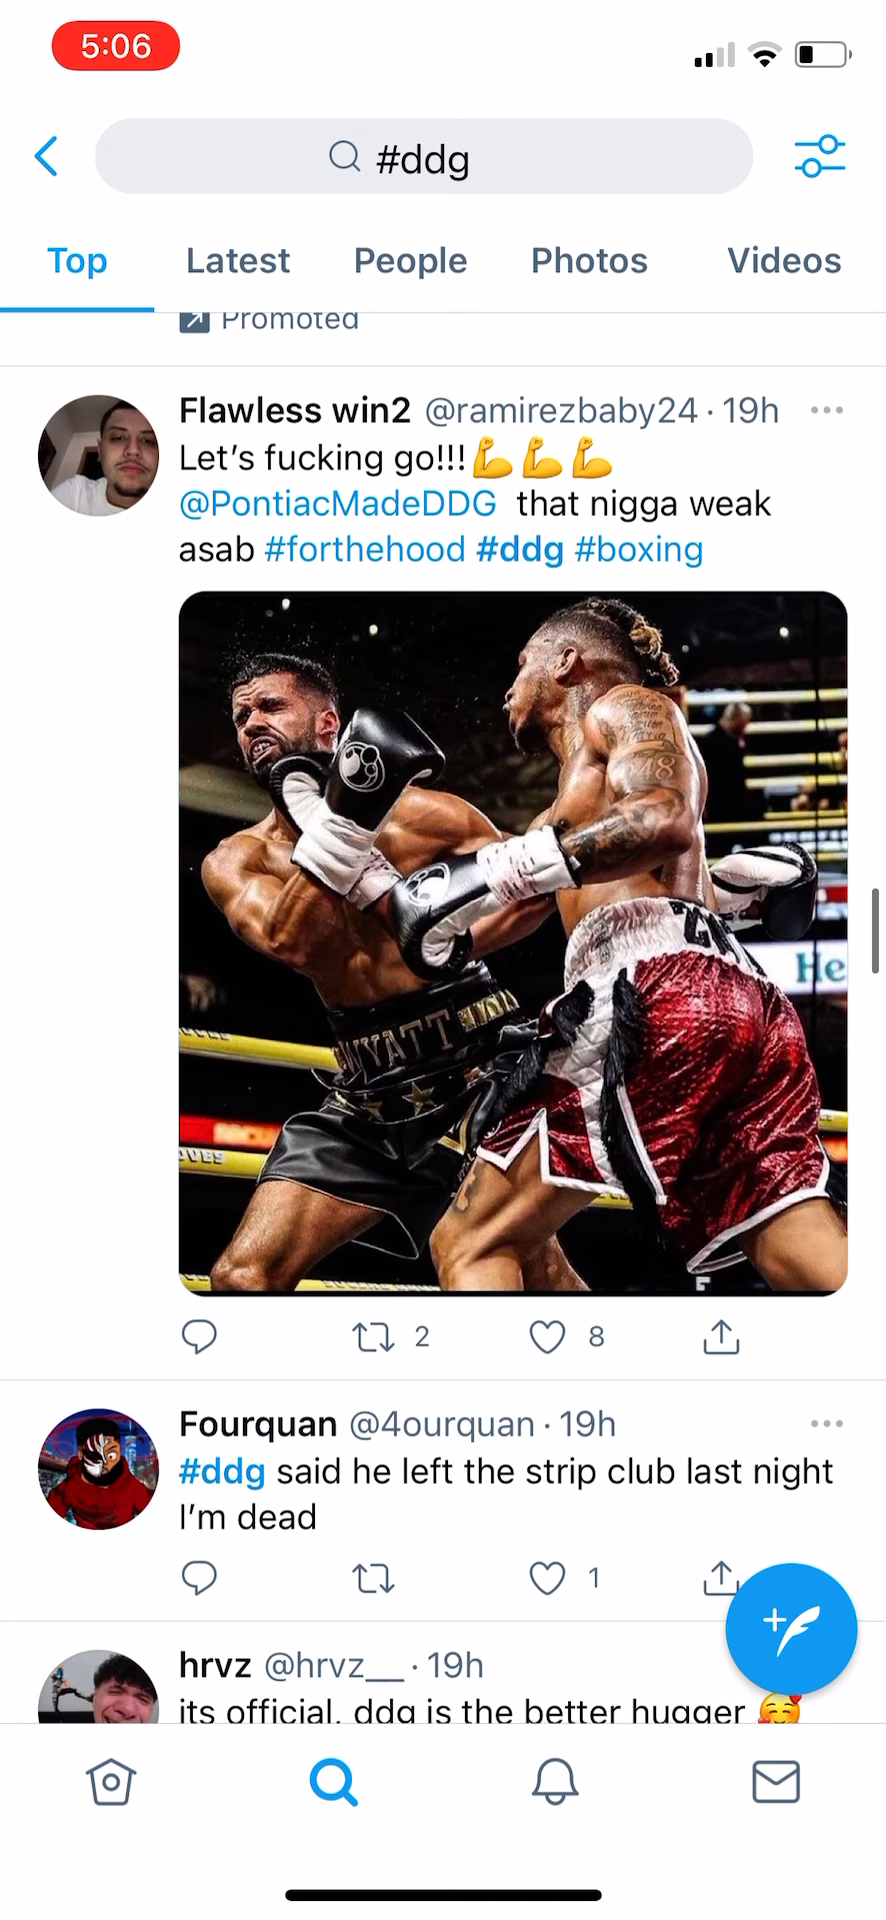 5:06
#ddg
Top Latest People Photos Videos
Promoted
Flawless win2 @ramirezbaby24 · 19h
Let's fucking go!!!💪💪💪
@PontiacMadeDDG that nigga weak
asab #forthehood #ddg #boxing
48
He
WYATT
2 8
Fourquan @4ourquan · 19h
#ddg said he left the strip club last night
I'm dead
1
hrvz @hrvz__ · 19h
its official, ddg is the better hugger 🥰